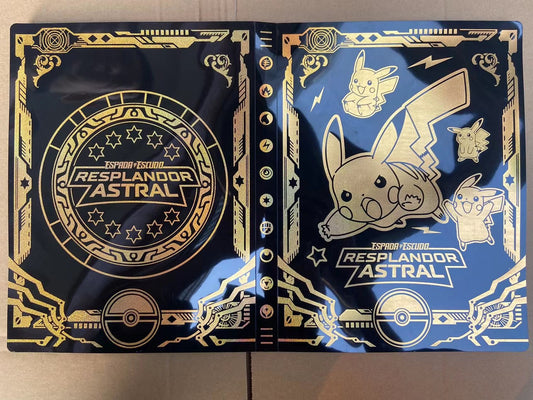 ESPADA Y ESCUDO
RESPLANDOR
ASTRAL
ESPADA Y ESCUDO
RESPLANDOR
ASTRAL